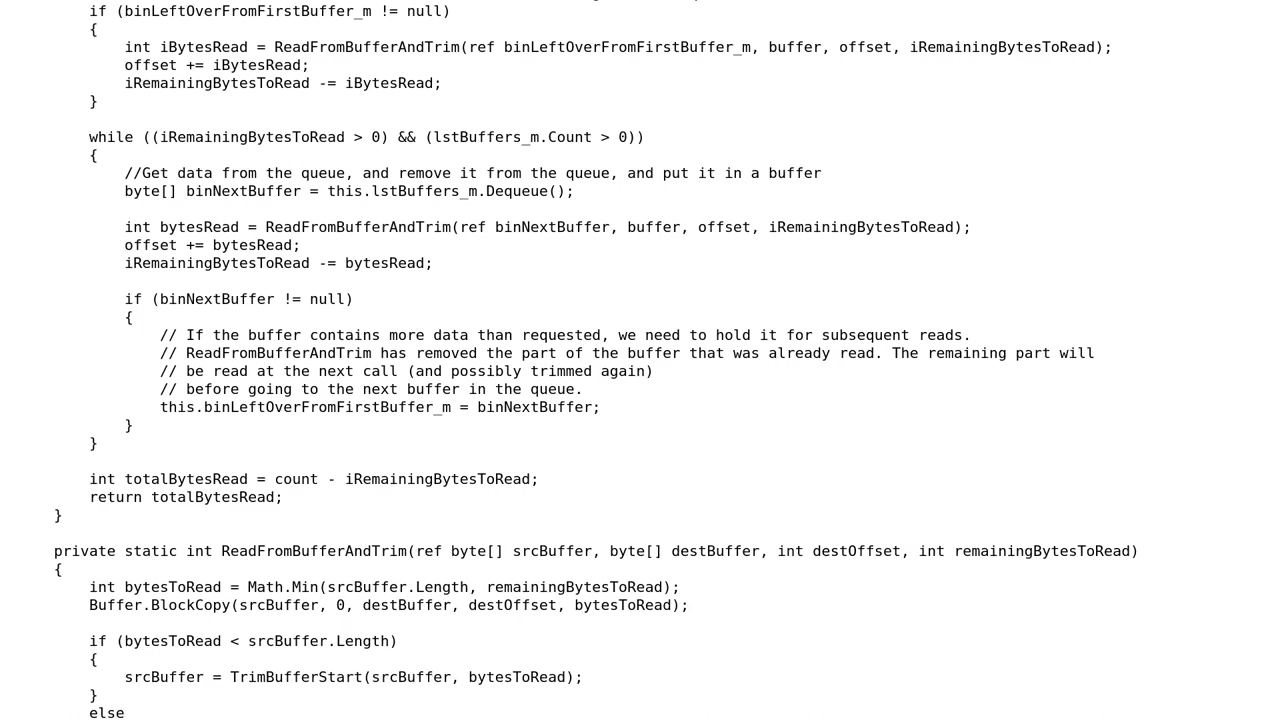 if (binLeftOverFromFirstBuffer_m != null)
{
int iBytesRead = ReadFromBufferAndTrim(ref binLeftOverFromFirstBuffer_m, buffer, offset, iRemainingBytesToRead);
offset += iBytesRead;
iRemainingBytesToRead -= iBytesRead;
}
while ((iRemainingBytesToRead > 0) && (lstBuffers_m.Count > 0))
{
//Get data from the queue, and remove it from the queue, and put it in a buffer
byte[] binNextBuffer = this.lstBuffers_m.Dequeue();
int bytesRead = ReadFromBufferAndTrim(ref binNextBuffer, buffer, offset, iRemainingBytesToRead);
offset += bytesRead;
iRemainingBytesToRead -= bytesRead;
if (binNextBuffer != null)
{
// If the buffer contains more data than requested, we need to hold it for subsequent reads.
// ReadFromBufferAndTrim has removed the part of the buffer that was already read. The remaining part will
// be read at the next call (and possibly trimmed again)
// before going to the next buffer in the queue.
this.binLeftOverFromFirstBuffer_m = binNextBuffer;
}
}
int totalBytesRead = count - iRemainingBytesToRead;
return totalBytesRead;
}
private static int ReadFromBufferAndTrim(ref byte[] srcBuffer, byte[] destBuffer, int destOffset, int remainingBytesToRead)
{
int bytesToRead = Math.Min(srcBuffer.Length, remainingBytesToRead);
Buffer.BlockCopy(srcBuffer, 0, destBuffer, destOffset, bytesToRead);
if (bytesToRead < srcBuffer.Length)
{
srcBuffer = TrimBufferStart(srcBuffer, bytesToRead);
}
else